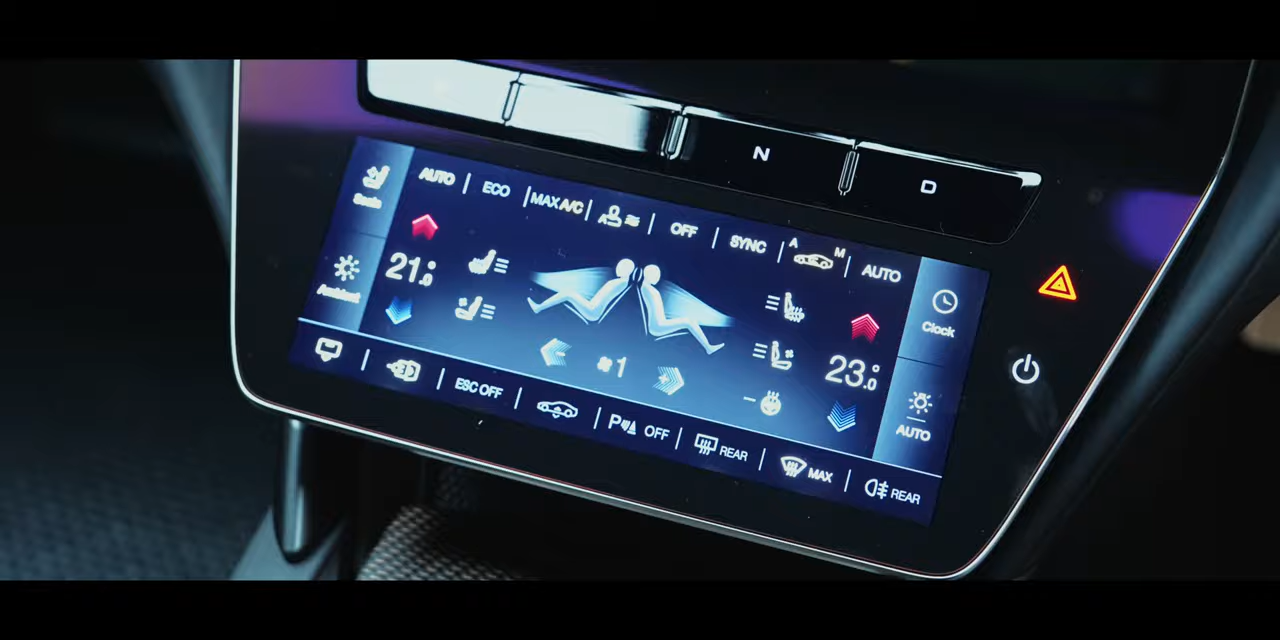 N
D
Seats
AUTO
ECO
MAX A/C
A
OFF
SYNC
A
M
AUTO
21.0
Ambient
1
23.0
Clock
AUTO
ESC OFF
P OFF
REAR
MAX
REAR